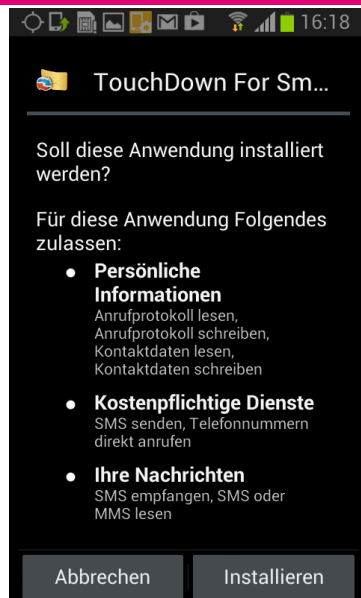 16:18
TouchDown For Sm...
Soll diese Anwendung installiert
werden?
Für diese Anwendung Folgendes
zulassen:
● Persönliche
Informationen
Anrufprotokoll lesen,
Anrufprotokoll schreiben,
Kontaktdaten lesen,
Kontaktdaten schreiben
● Kostenpflichtige Dienste
SMS senden, Telefonnummern
direkt anrufen
● Ihre Nachrichten
SMS empfangen, SMS oder
MMS lesen
Abbrechen Installieren